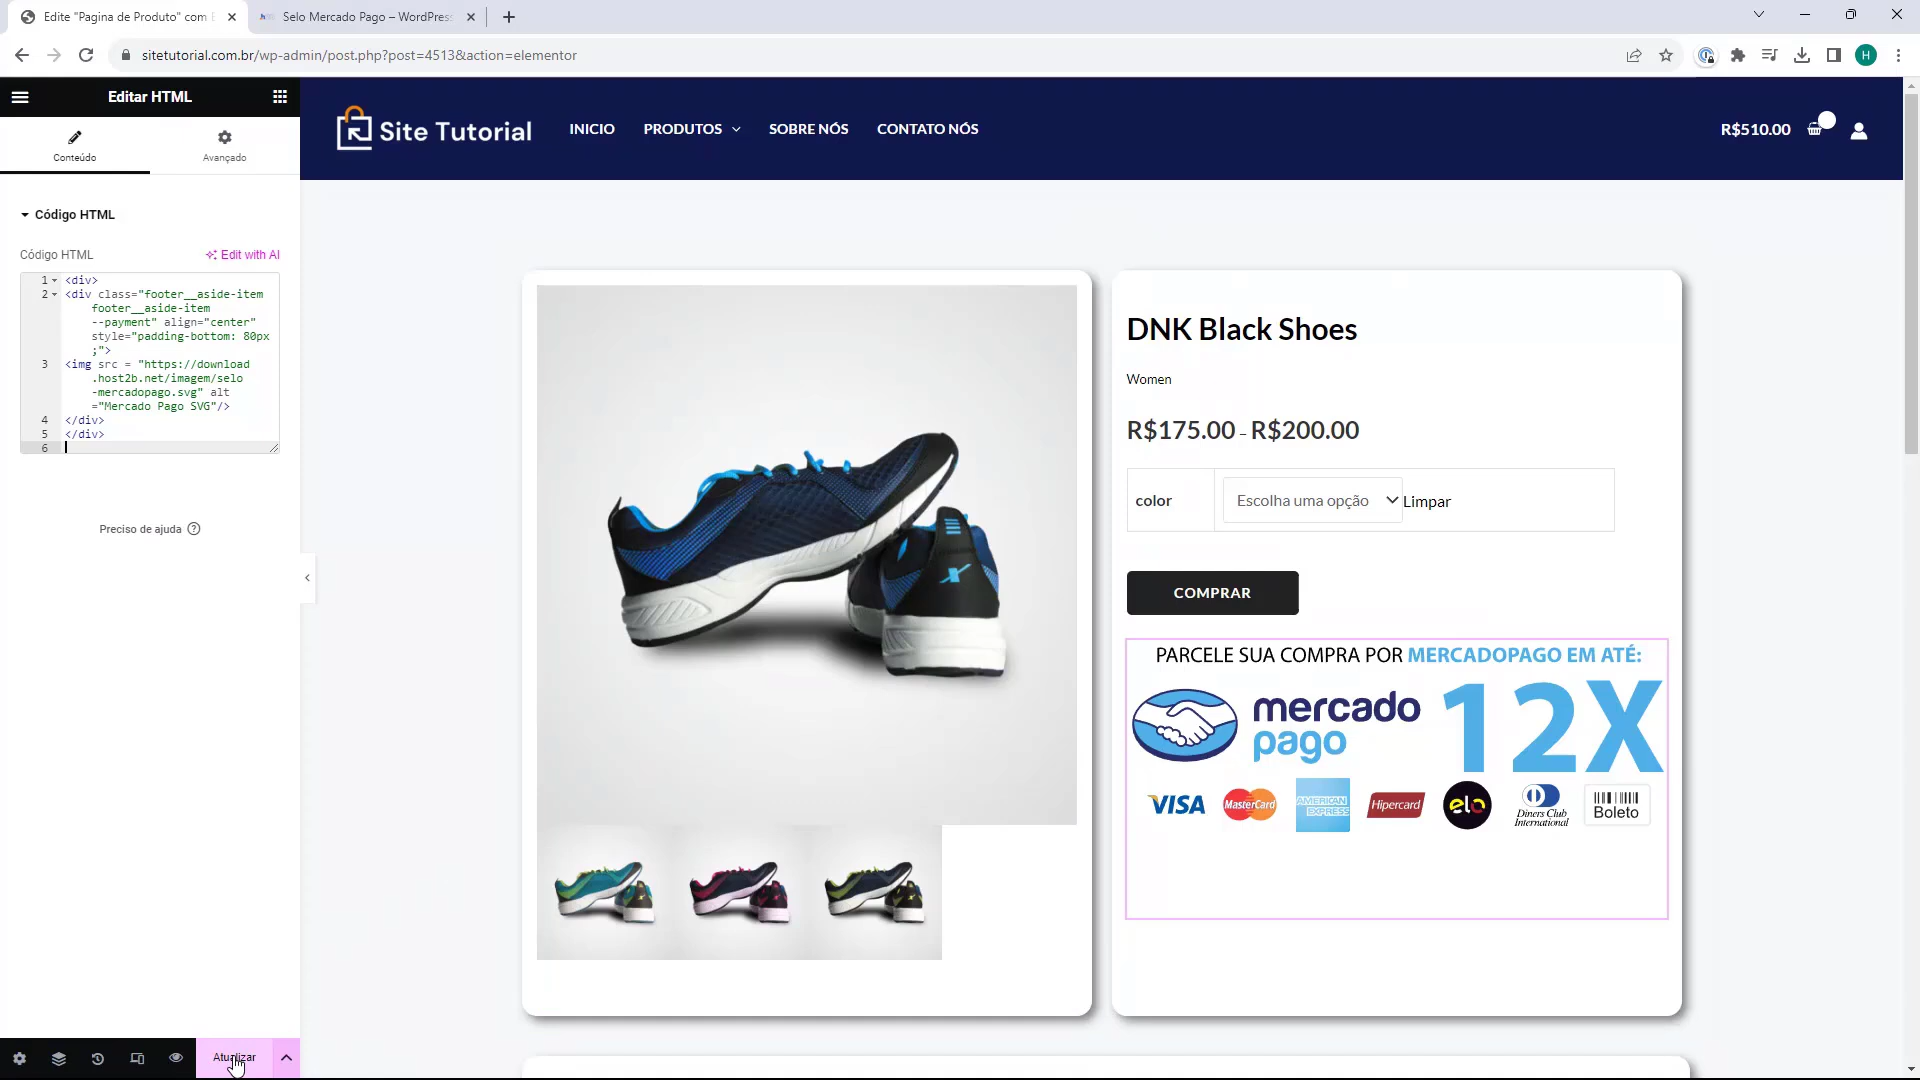 Edite "Pagina de Produto" com
Selo Mercado Pago – WordPress
sitetutorial.com.br/wp-admin/post.php?post=4513&action=elementor
H
Editar HTML
Conteúdo
Avançado
Código HTML
Código HTML
Edit with AI
1 <div>
2 <div class="footer__aside-item
footer__aside-item
--payment" align="center"
style="padding-bottom: 80px
;">
3 <img src = "https://download
.host2b.net/imagem/selo
-mercadopago.svg" alt
="Mercado Pago SVG"/>
4 </div>
5 </div>
6
Preciso de ajuda ?
Atualizar
Site Tutorial
INICIO
PRODUTOS
SOBRE NÓS
CONTATO NÓS
R$510.00
DNK Black Shoes
Women
R$175.00 – R$200.00
color
Escolha uma opção
Limpar
COMPRAR
PARCELE SUA COMPRA POR MERCADOPAGO EM ATÉ:
mercado
pago
12X
VISA
MasterCard
AMERICAN
EXPRESS
Hipercard
elo
Diners Club
International
Boleto